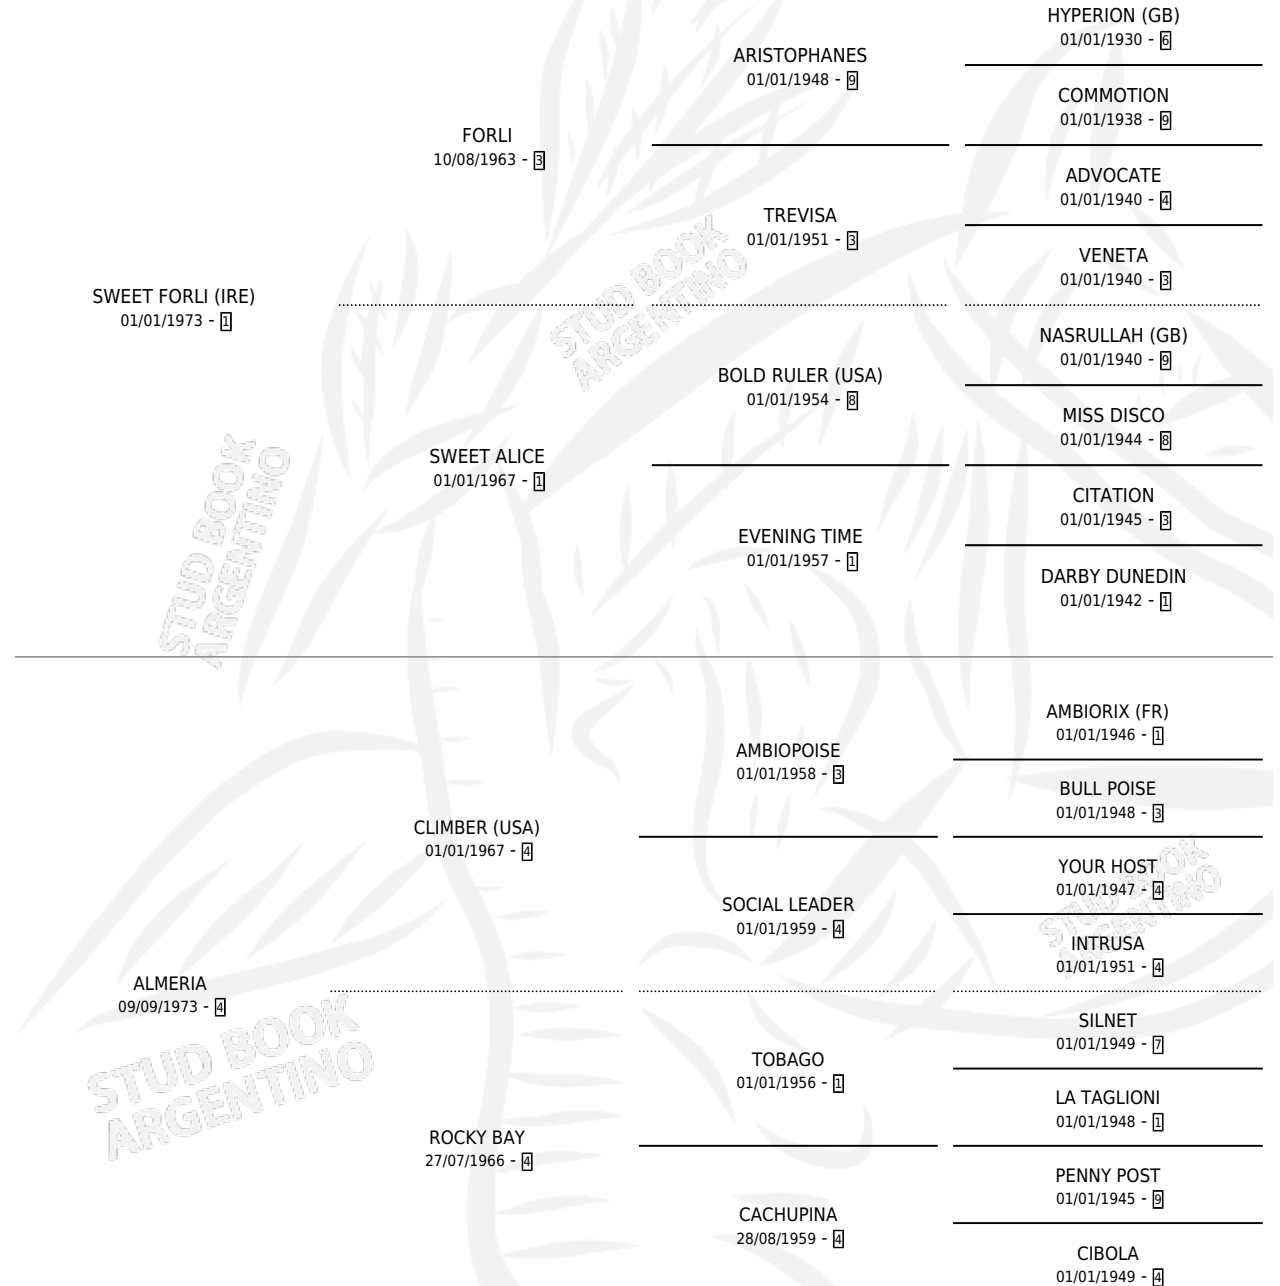 HYPERION (GB)
01/01/1930 - 6
ARISTOPHANES
01/01/1948 - 9
COMMOTION
01/01/1938 - 9
FORLI
10/08/1963 - 3
ADVOCATE
01/01/1940 - 4
TREVISA
01/01/1951 - 3
VENETA
01/01/1940 - 3
SWEET FORLI (IRE)
01/01/1973 - 1
STUD BOOK
ARGENTINO
NASRULLAH (GB)
01/01/1940 - 9
BOLD RULER (USA)
01/01/1954 - 8
MISS DISCO
01/01/1944 - 8
SWEET ALICE
01/01/1967 - 1
CITATION
01/01/1945 - 3
EVENING TIME
01/01/1957 - 1
DARBY DUNEDIN
01/01/1942 - 1
STUD BOOK
ARGENTINO
AMBIORIX (FR)
01/01/1946 - 1
AMBIOPOISE
01/01/1958 - 3
BULL POISE
01/01/1948 - 3
CLIMBER (USA)
01/01/1967 - 4
YOUR HOST
01/01/1947 - 4
SOCIAL LEADER
01/01/1959 - 4
INTRUSA
01/01/1951 - 4
STUD BOOK
ARGENTINO
ALMERIA
09/09/1973 - 4
SILNET
01/01/1949 - 7
TOBAGO
01/01/1956 - 1
LA TAGLIONI
01/01/1948 - 1
STUD BOOK
ARGENTINO
ROCKY BAY
27/07/1966 - 4
PENNY POST
01/01/1945 - 9
CACHUPINA
28/08/1959 - 4
CIBOLA
01/01/1949 - 4